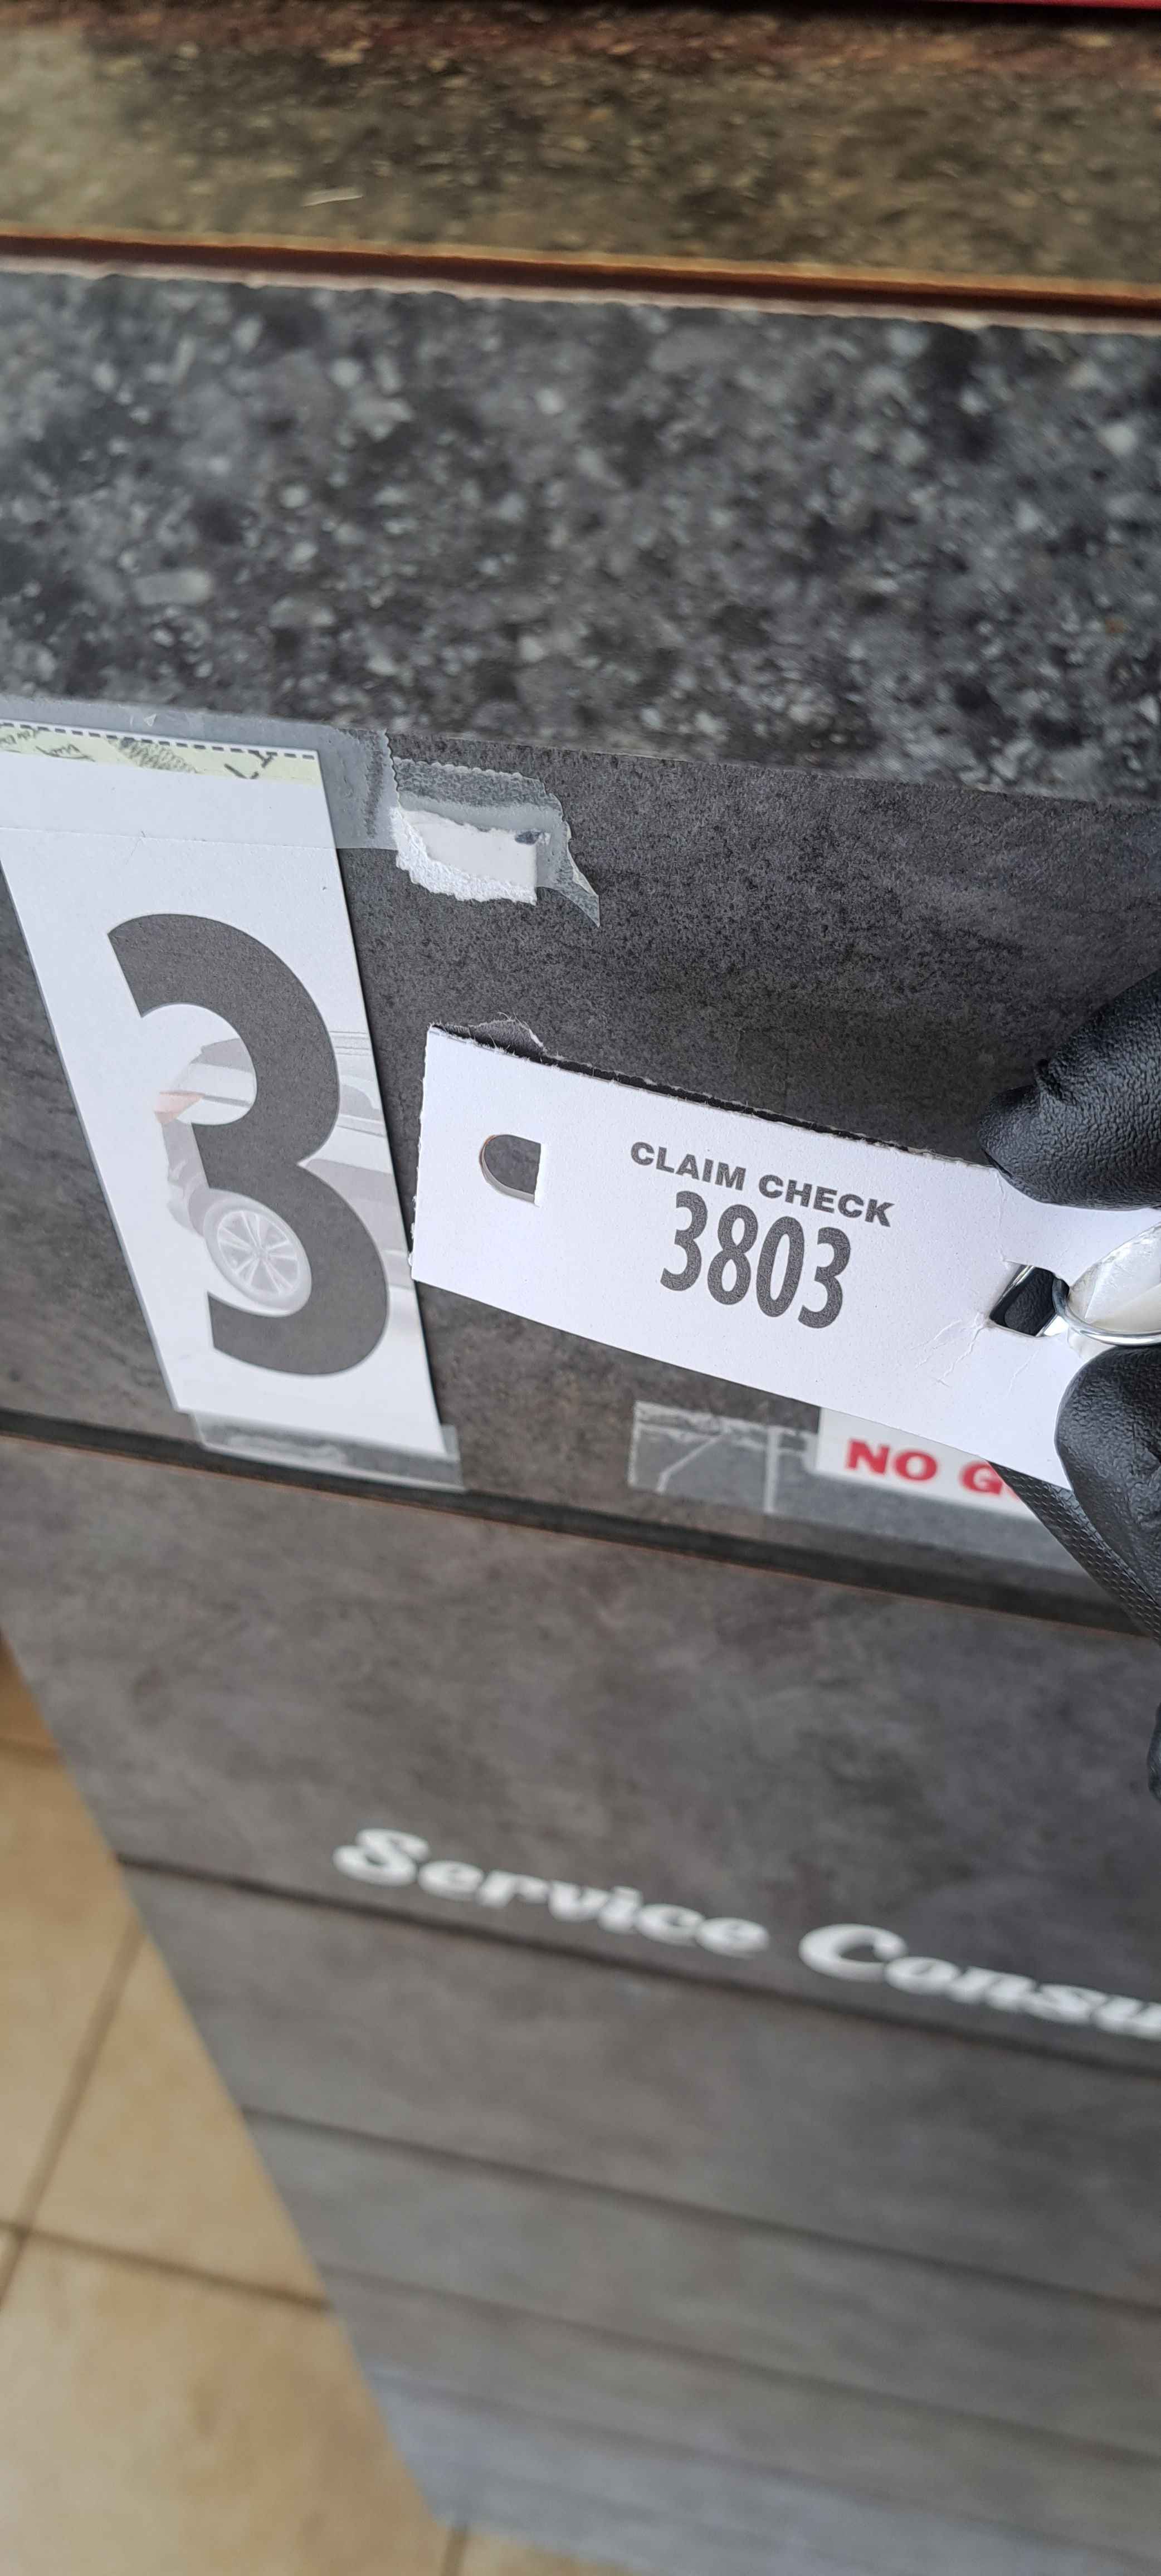 3
CLAIM CHECK
3803
NO
Service